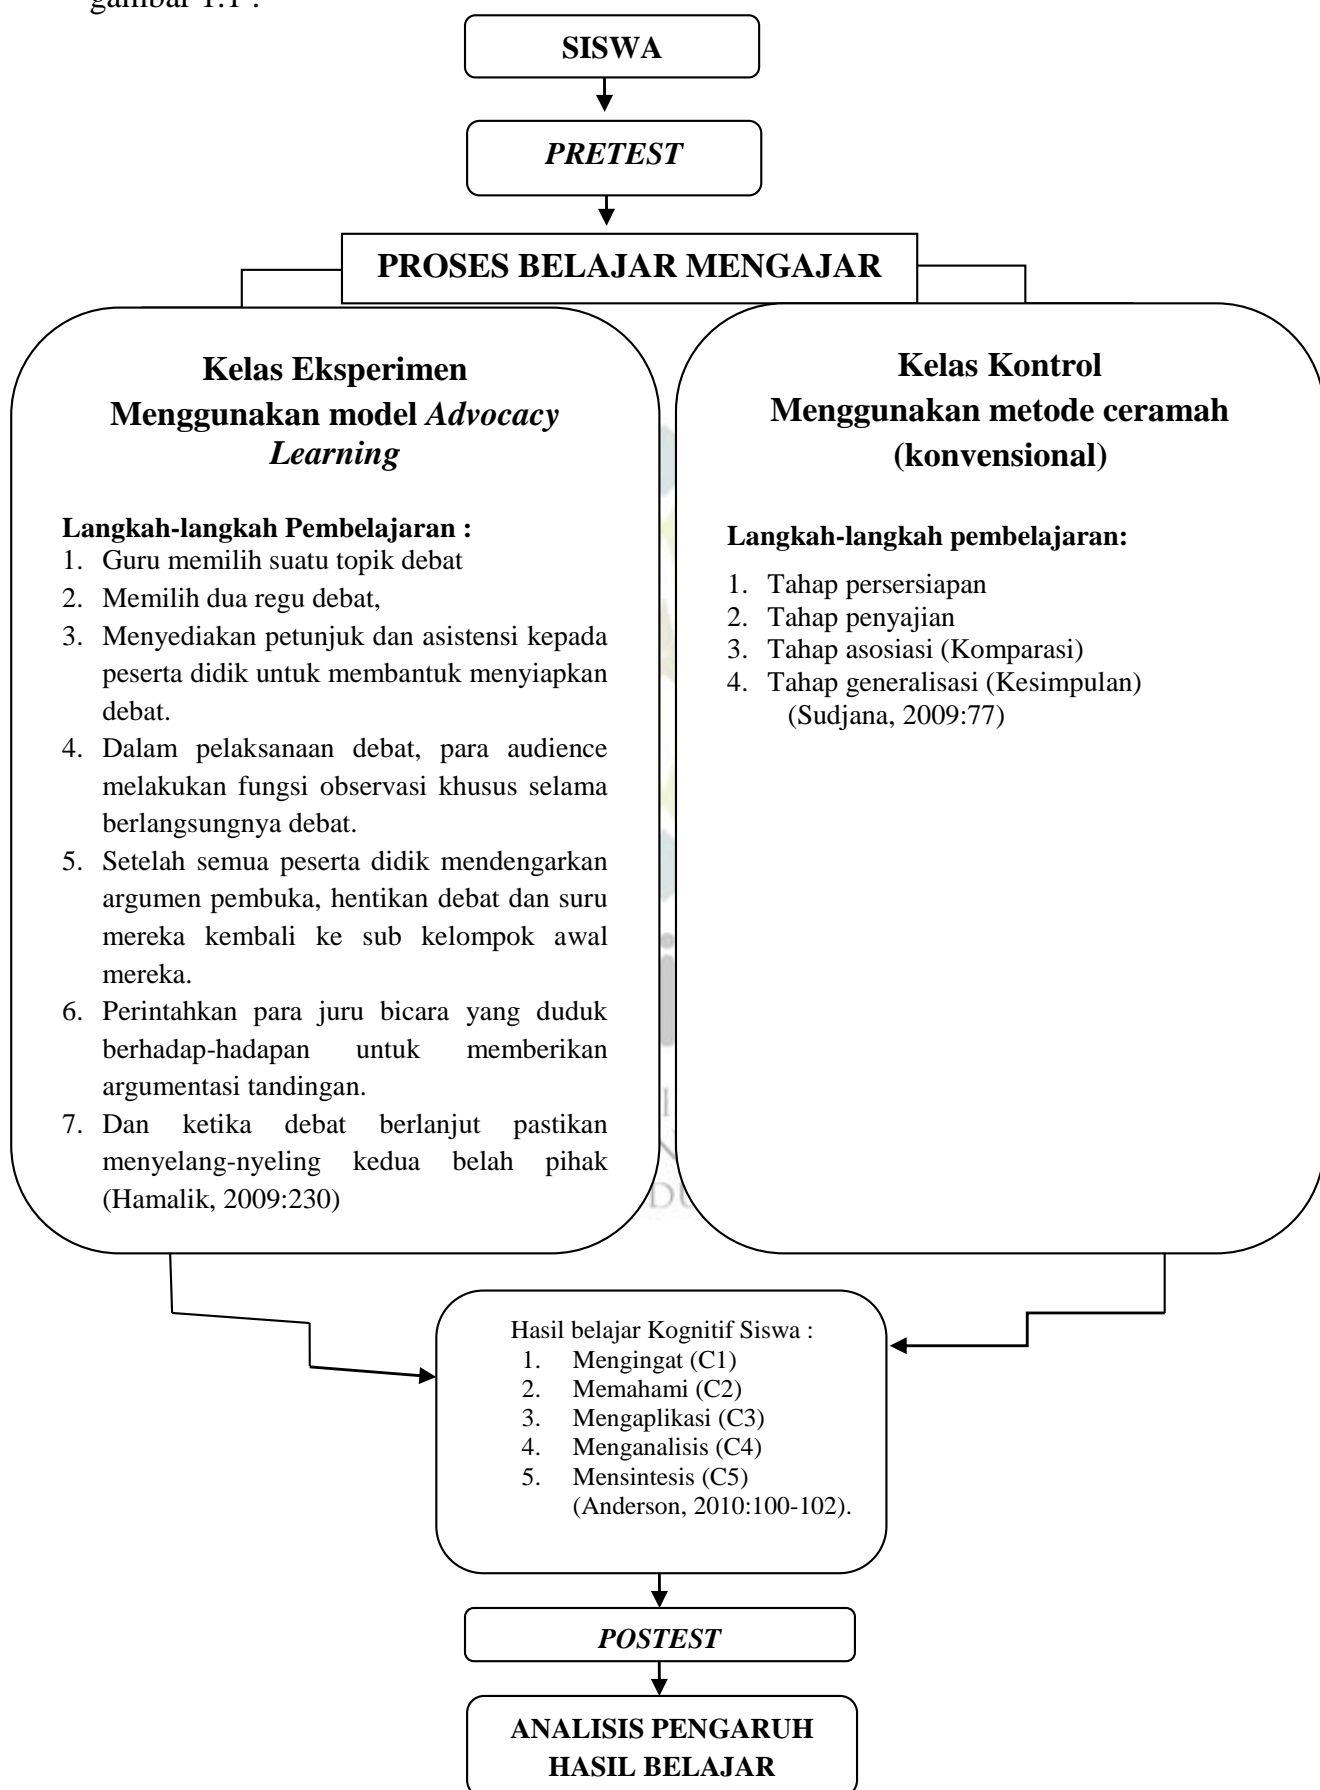 gambar 1.1 :
SISWA
PRETEST
PROSES BELAJAR MENGAJAR
Kelas Eksperimen
Menggunakan model Advocacy
Learning
Langkah-langkah Pembelajaran :
1. Guru memilih suatu topik debat
2. Memilih dua regu debat,
3. Menyediakan petunjuk dan asistensi kepada
peserta didik untuk membantuk menyiapkan
debat.
4. Dalam pelaksanaan debat, para audience
melakukan fungsi observasi khusus selama
berlangsungnya debat.
5. Setelah semua peserta didik mendengarkan
argumen pembuka, hentikan debat dan suru
mereka kembali ke sub kelompok awal
mereka.
6. Perintahkan para juru bicara yang duduk
berhadap-hadapan untuk memberikan
argumentasi tandingan.
7. Dan ketika debat berlanjut pastikan
menyelang-nyeling kedua belah pihak
(Hamalik, 2009:230)
Kelas Kontrol
Menggunakan metode ceramah
(konvensional)
Langkah-langkah pembelajaran:
1. Tahap persersiapan
2. Tahap penyajian
3. Tahap asosiasi (Komparasi)
4. Tahap generalisasi (Kesimpulan)
(Sudjana, 2009:77)
Hasil belajar Kognitif Siswa :
1. Mengingat (C1)
2. Memahami (C2)
3. Mengaplikasi (C3)
4. Menganalisis (C4)
5. Mensintesis (C5)
(Anderson, 2010:100-102).
POSTEST
ANALISIS PENGARUH
HASIL BELAJAR